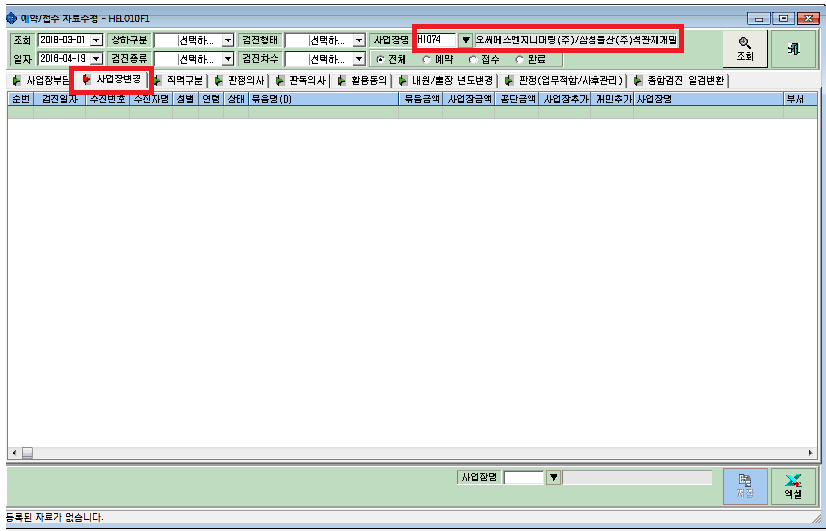 예약/접수 자료수정 - HEL010F1
조회 2018-03-01 상하구분 선택하... 검진형태 선택하... 사업장명 H1074 오씨에스엔지니어링(주)/삼성물산(주)석관재개발
일자 2018-04-19 검진종류 선택하... 검진차수 선택하... 전체 예약 접수 완료 조회
사업장부담 사업장변경 직역구분 판정의사 판독의사 활용동의 내원/출장 년도변경 판정(업무적합/사후관리) 종합검진 일검변환
순번 검진일자 수진번호 수진자명 성별 연령 상태 묶음명(D) 묶음금액 사업장금액 공단금액 사업장추가 개인추가 사업장명 부서
사업장명 저장 엑셀
등록된 자료가 없습니다.